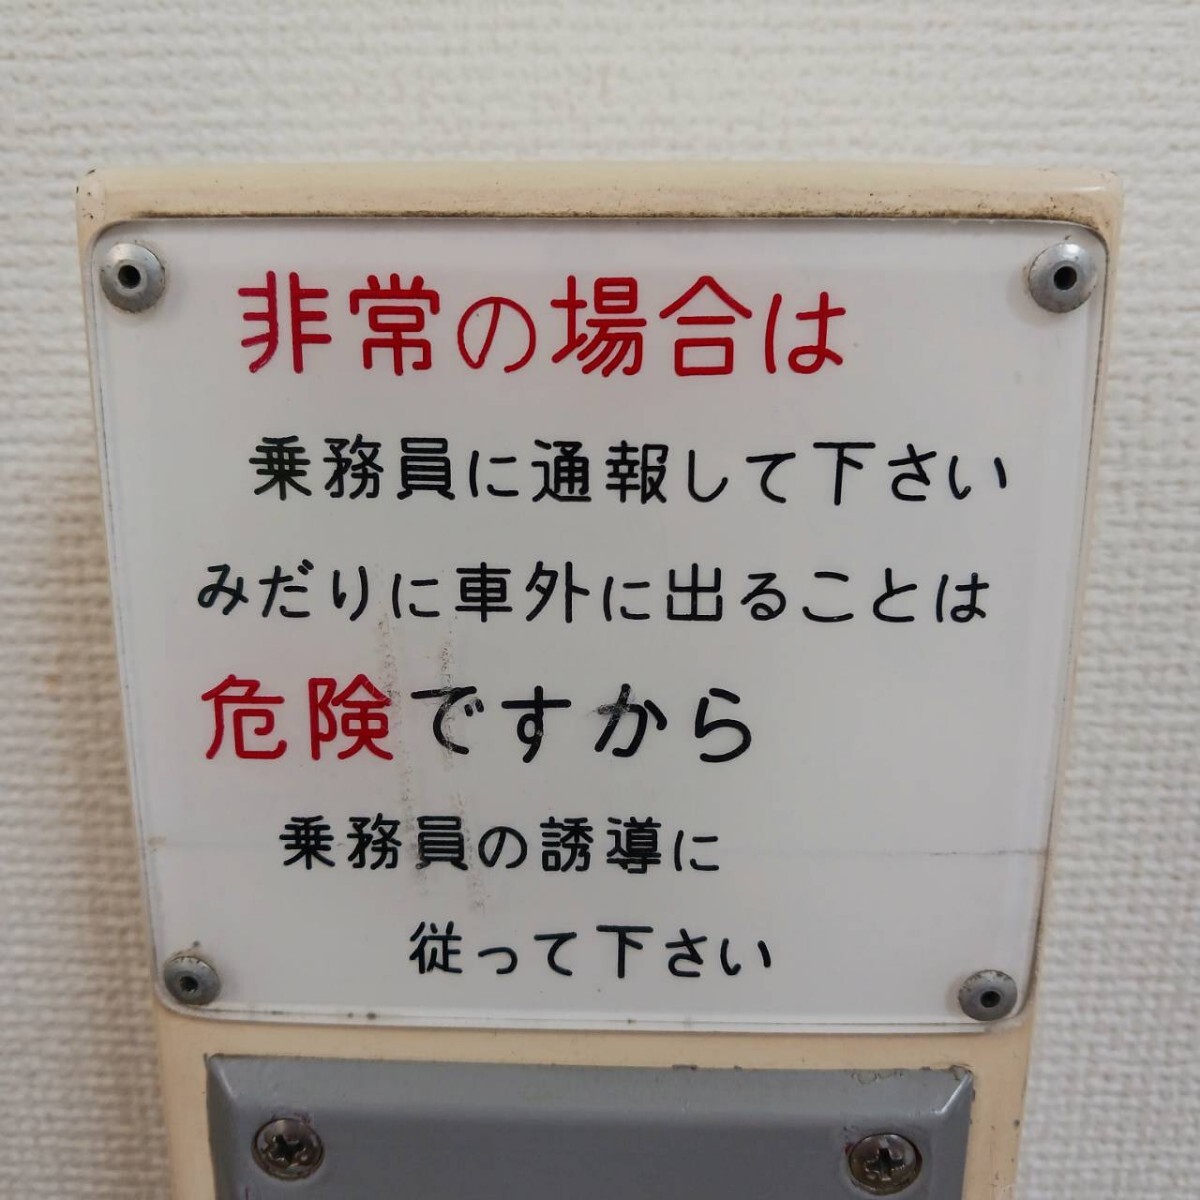 非常の場合は
乗務員に通報して下さい
みだりに車外に出ることは
危険ですから
乗務員の誘導に
従って下さい